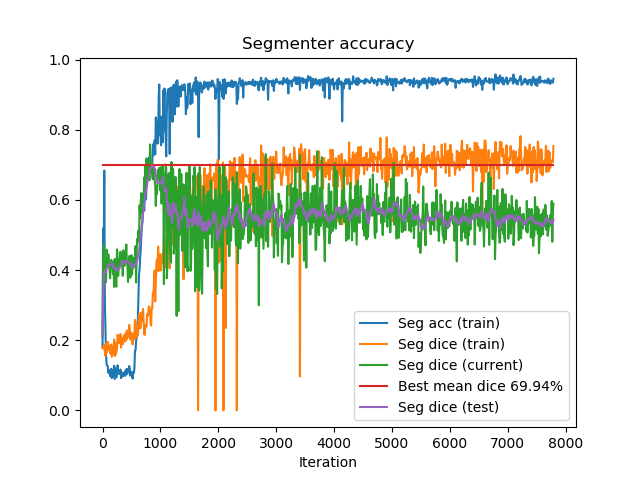 Segmenter accuracy
1.0
0.8
0.6
0.4
0.2
0.0
Seg acc (train)
Seg dice (train)
Seg dice (current)
Best mean dice 69.94%
Seg dice (test)
0 1000 2000 3000 4000 5000 6000 7000 8000
Iteration